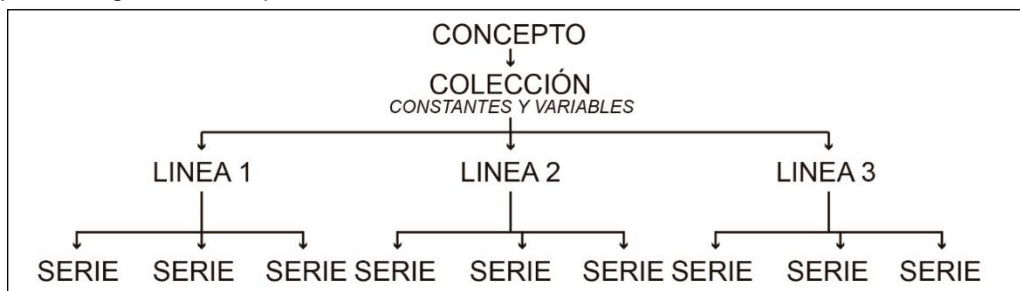 CONCEPTO
COLECCIÓN
CONSTANTES Y VARIABLES
LINEA 1 LINEA 2 LINEA 3
SERIE SERIE SERIE SERIE SERIE SERIE SERIE SERIE SERIE